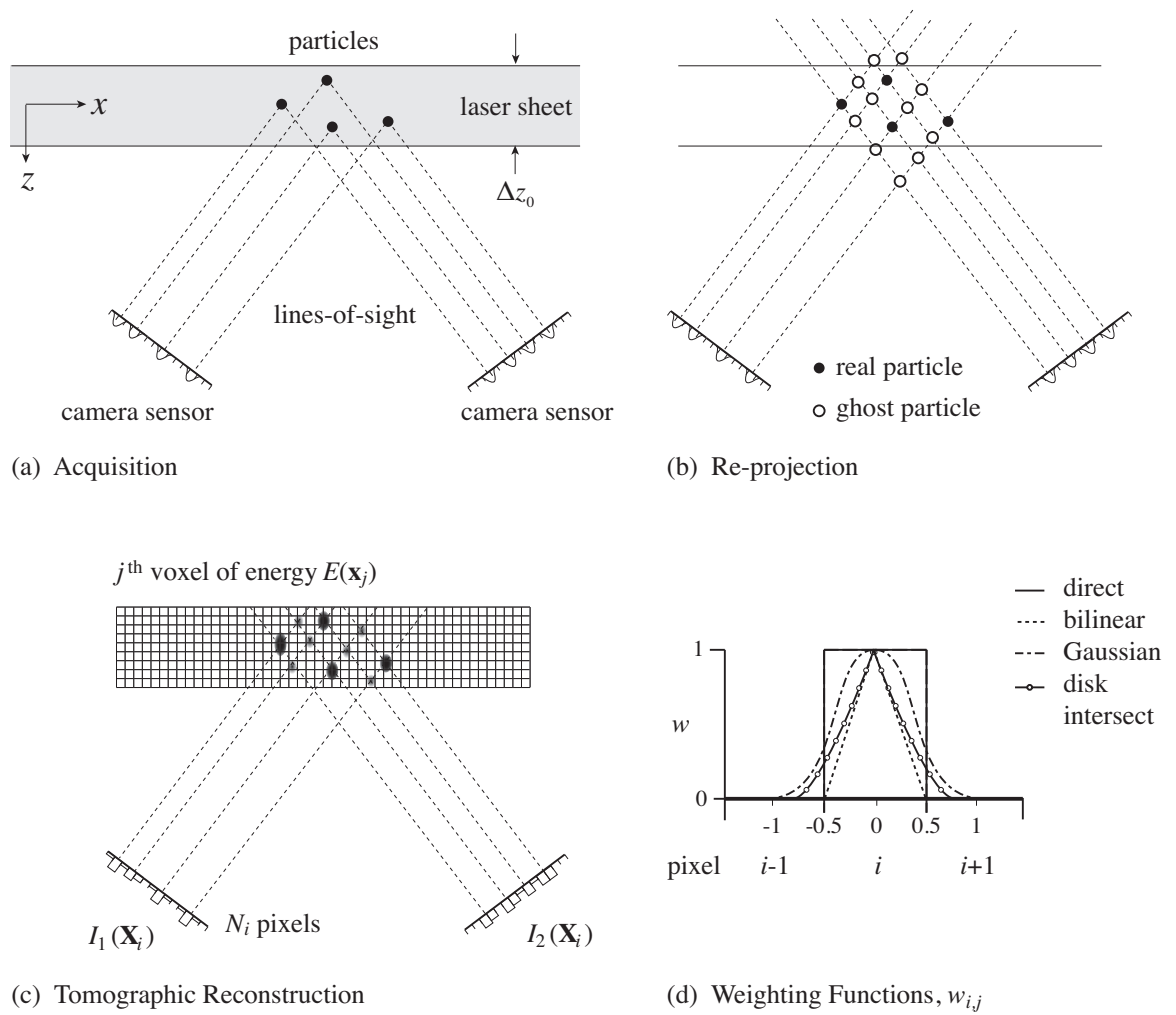 particles
x
laser sheet
z
Δz₀
lines-of-sight
camera sensor
camera sensor
(a) Acquisition
real particle
ghost particle
(b) Re-projection
jᵗʰ voxel of energy E(xⱼ)
I₁(Xᵢ)
Nᵢ pixels
I₂(Xᵢ)
(c) Tomographic Reconstruction
direct
bilinear
Gaussian
disk
intersect
1
w
0
-1 -0.5 0 0.5 1
pixel i-1 i i+1
(d) Weighting Functions, wᵢ,ⱼ